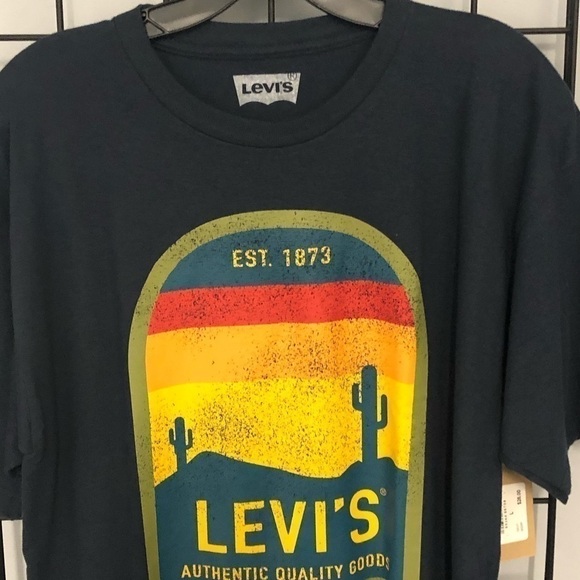 LEVI'S
EST. 1873
LEVI'S®
AUTHENTIC QUALITY GOODS
L